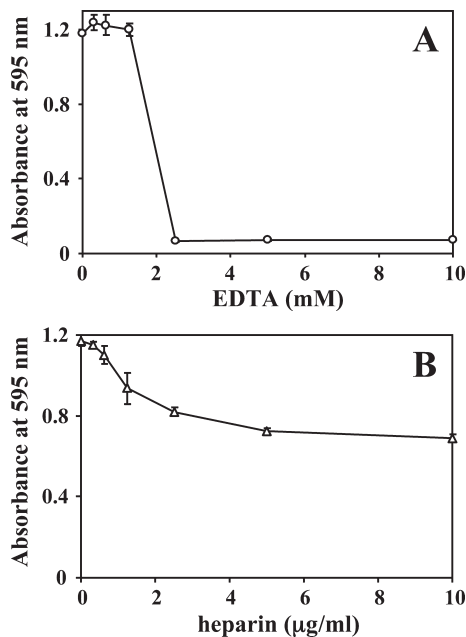 A
Absorbance at 595 nm
1.2
0.8
0.4
0
0 2 4 6 8 10
EDTA (mM)
B
Absorbance at 595 nm
1.2
0.8
0.4
0
0 2 4 6 8 10
heparin (µg/ml)